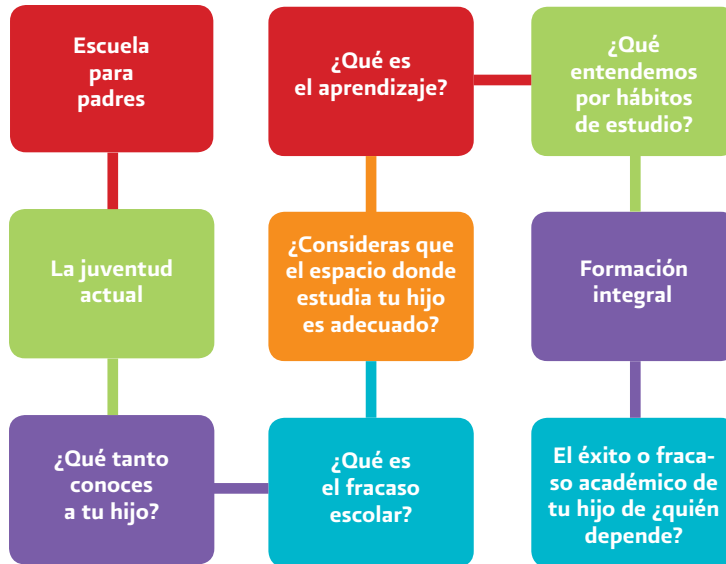 Escuela
para
padres
La juventud
actual
¿Qué tanto
conoces
a tu hijo?
¿Qué es
el fracaso
escolar?
¿Consideras que
el espacio donde
estudia tu hijo
es adecuado?
¿Qué es
el aprendizaje?
¿Qué
entendemos
por hábitos
de estudio?
Formación
integral
El éxito o fraca-
so académico de
tu hijo de ¿quién
depende?